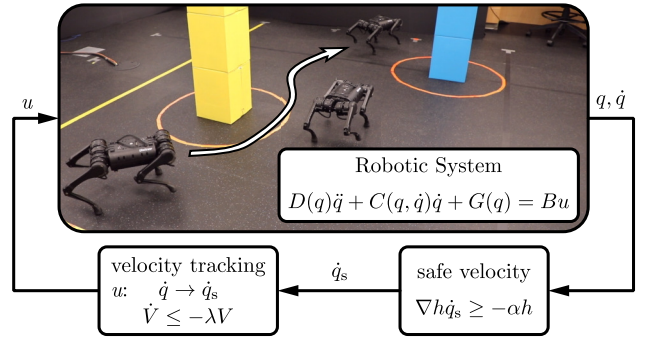 u
q, q̇
Robotic System
D(q)q̈ + C(q, q̇)q̇ + G(q) = Bu
velocity tracking
u: q̇ → q̇ₛ
V̇ ≤ −λV
q̇ₛ
safe velocity
∇hq̇ₛ ≥ −αh